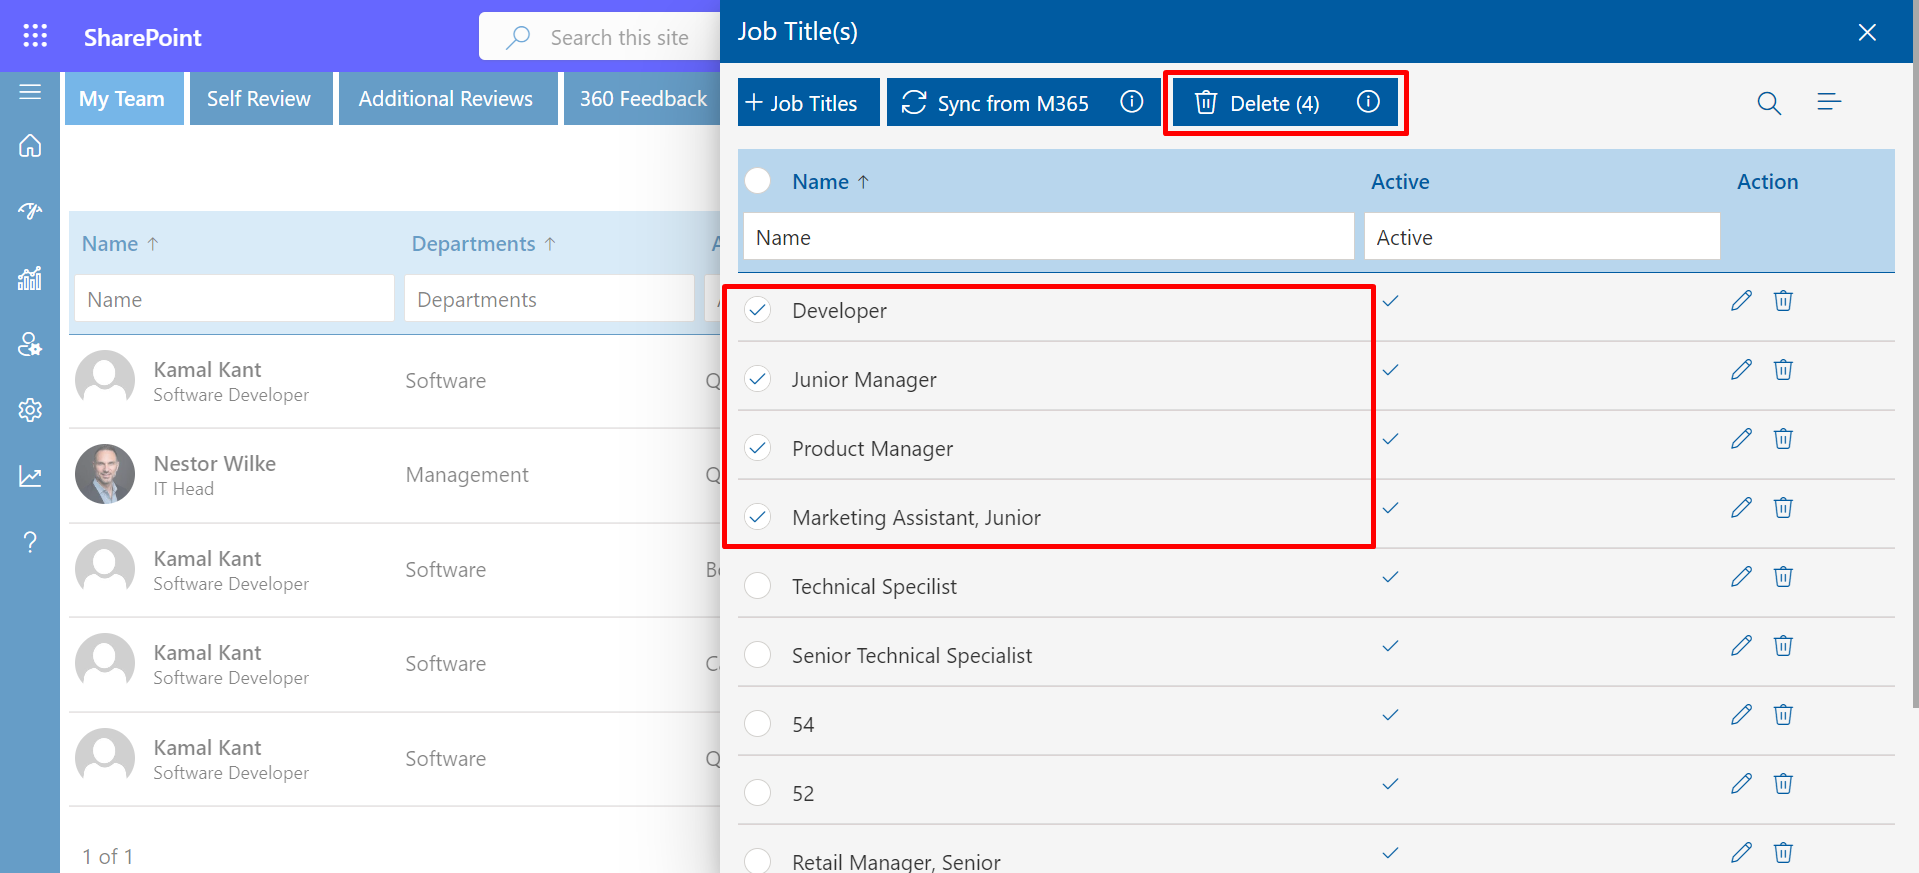 SharePoint
Search this site
My Team
Self Review
Additional Reviews
360 Feedback
Name ↑
Departments ↑
Name
Departments
Kamal Kant
Software Developer
Software
Nestor Wilke
IT Head
Management
Kamal Kant
Software Developer
Software
Kamal Kant
Software Developer
Software
Kamal Kant
Software Developer
Software
1 of 1
Job Title(s)
+ Job Titles
Sync from M365
Delete (4)
Name ↑
Active
Action
Name
Active
Developer
Junior Manager
Product Manager
Marketing Assistant, Junior
Technical Specilist
Senior Technical Specialist
54
52
Retail Manager, Senior